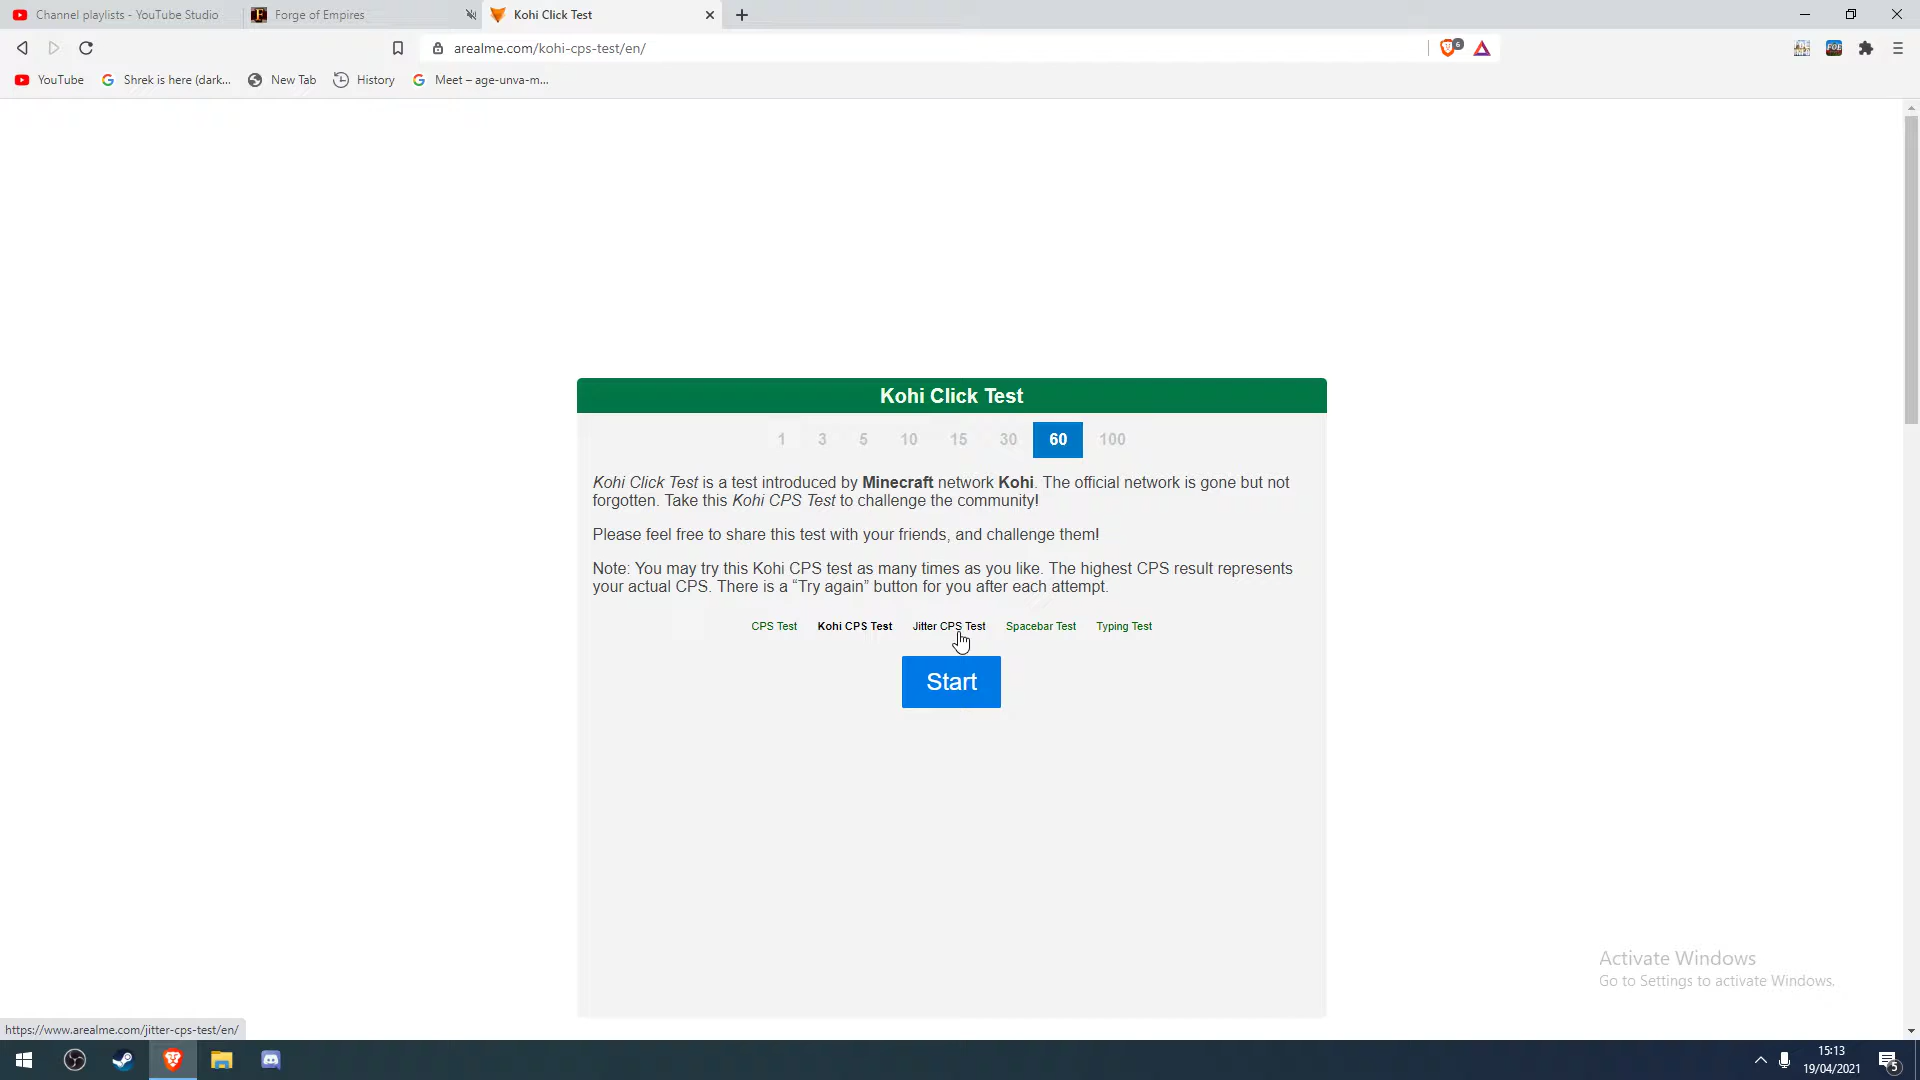 Channel playlists - YouTube Studio
Forge of Empires
Kohi Click Test
arealme.com/kohi-cps-test/en/
6
FOE
YouTube
Shrek is here (dark...
New Tab
History
Meet – age-unva-m...
Kohi Click Test
1 3 5 10 15 30 60 100
Kohi Click Test is a test introduced by Minecraft network Kohi. The official network is gone but not
forgotten. Take this Kohi CPS Test to challenge the community!
Please feel free to share this test with your friends, and challenge them!
Note: You may try this Kohi CPS test as many times as you like. The highest CPS result represents
your actual CPS. There is a “Try again” button for you after each attempt.
CPS Test Kohi CPS Test Jitter CPS Test Spacebar Test Typing Test
Start
Activate Windows
Go to Settings to activate Windows.
https://www.arealme.com/jitter-cps-test/en/
15:13
19/04/2021
5